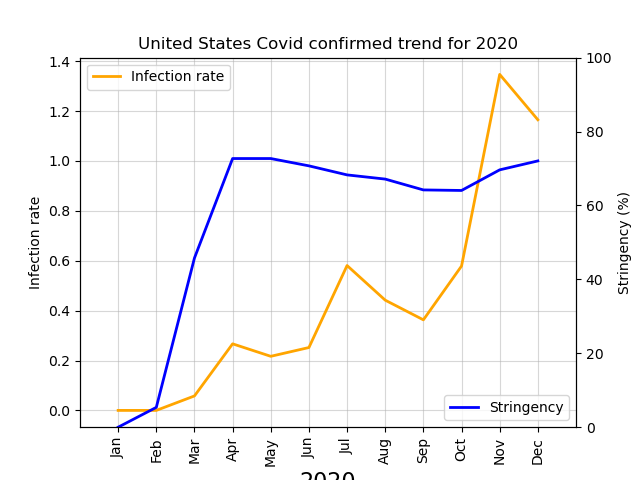 United States Covid confirmed trend for 2020
Infection rate
1.4
1.2
1.0
0.8
0.6
0.4
0.2
0.0
Infection rate
100
80
60
40
20
0
Stringency (%)
Stringency
Jan
Feb
Mar
Apr
May
Jun
Jul
Aug
Sep
Oct
Nov
Dec
2020